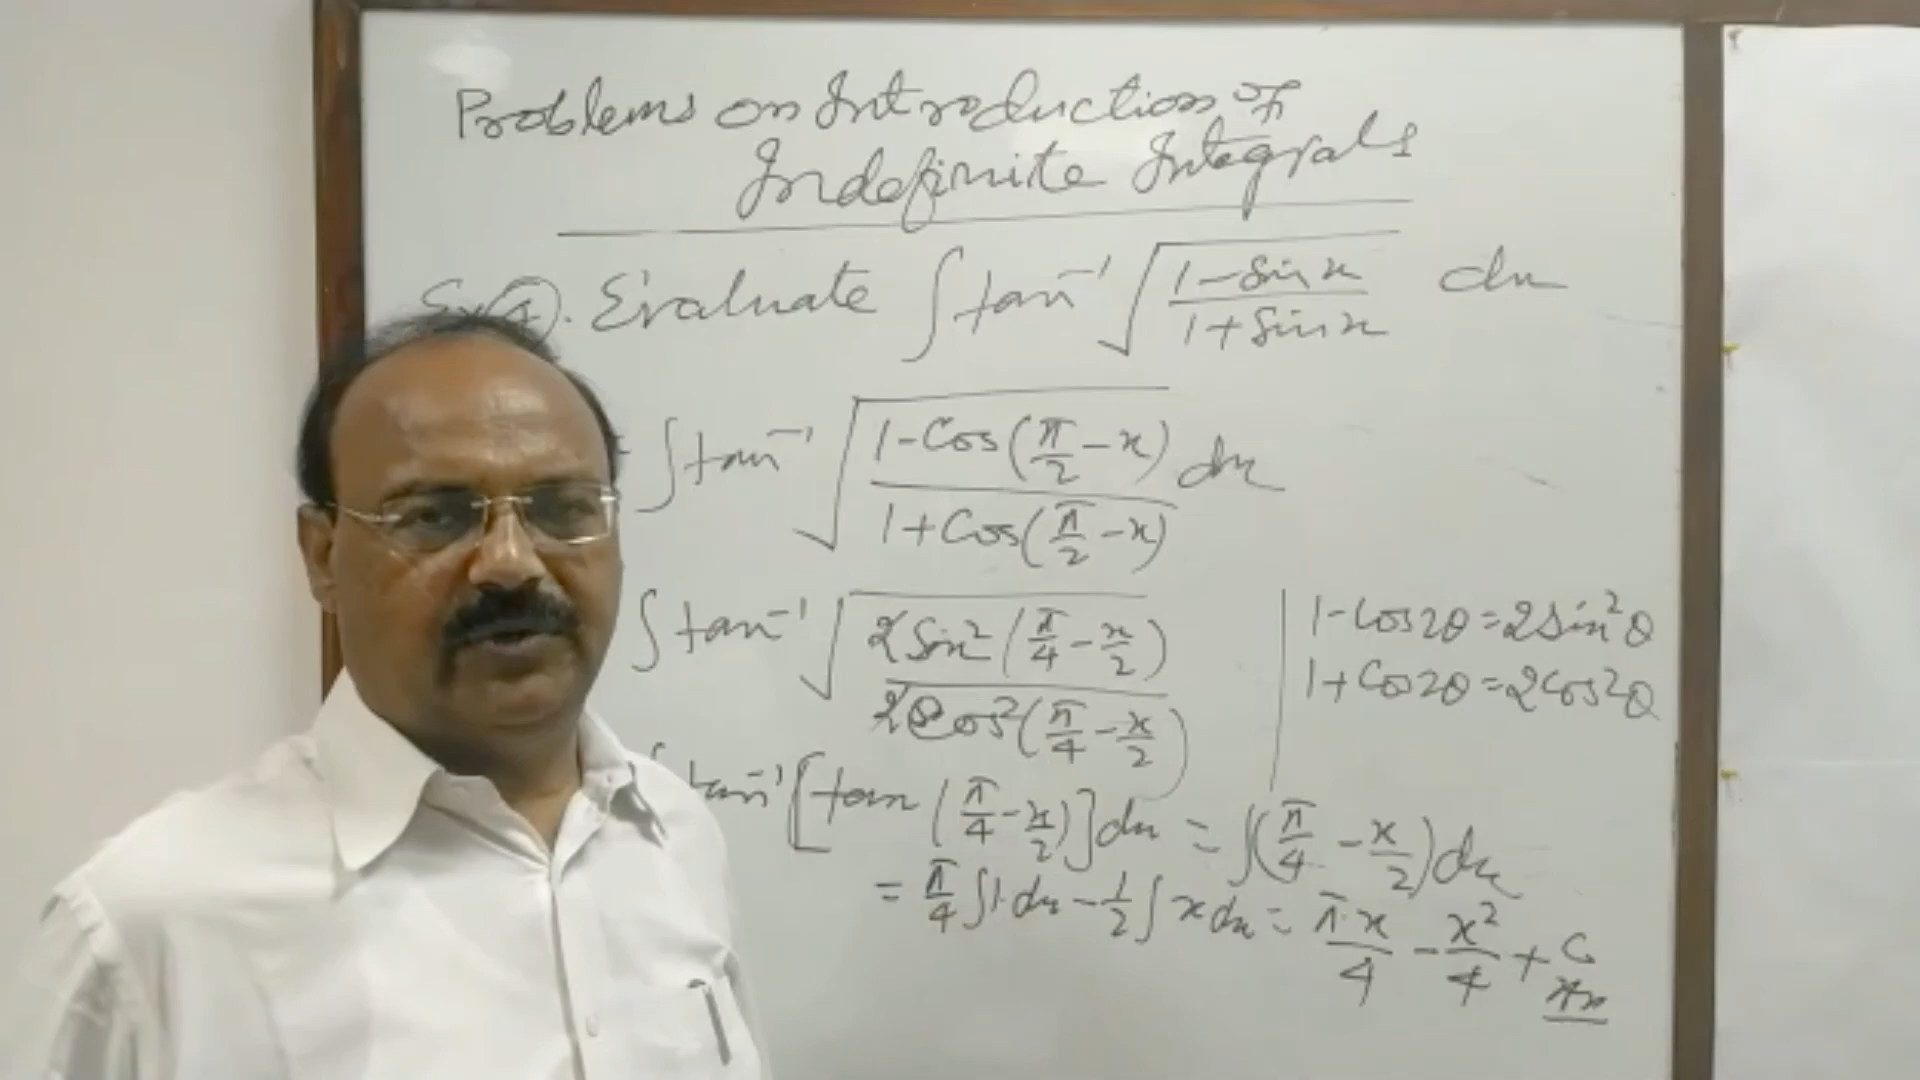 Problems on Introduction of
Indefinite Integrals
Ex ④. Evaluate ∫ tan⁻¹ √((1-Sin x)/(1+Sin x)) dx
∫ tan⁻¹ √((1-Cos(π/2 - x))/(1+Cos(π/2 - x))) dx
∫ tan⁻¹ √((2Sin²(π/4 - x/2))/(2Cos²(π/4 - x/2)))
1-Cos2θ = 2Sin²θ
1+Cos2θ = 2Cos²θ
∫ tan⁻¹ [tan (π/4 - x/2)] dx = ∫(π/4 - x/2) dx
= π/4 ∫1·dx - 1/2 ∫ x dx = π·x/4 - x²/4 + C